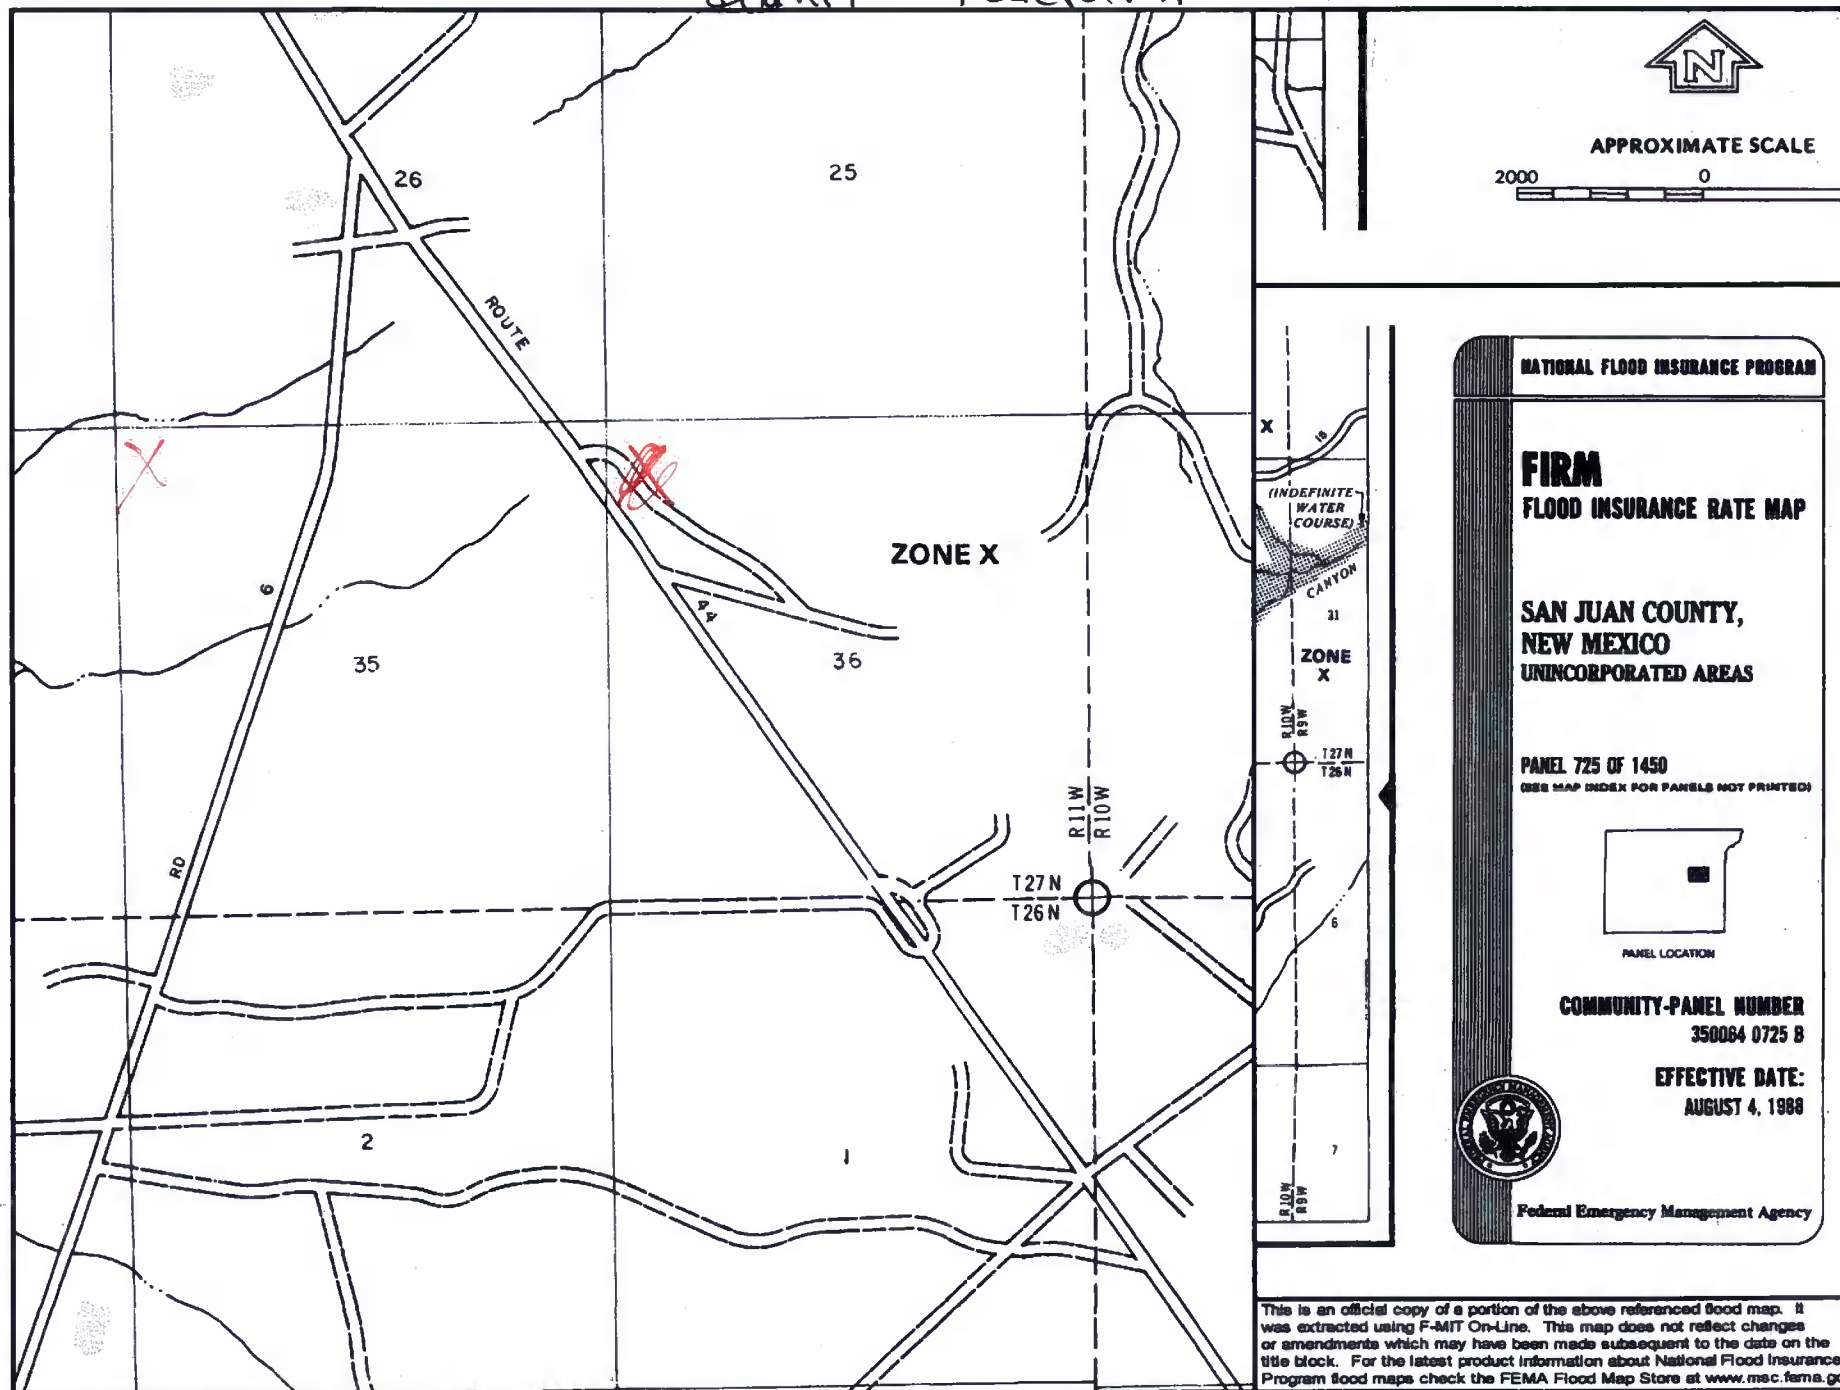 APPROXIMATE SCALE
2000 0
26
25
ROUTE
X
18
(INDEFINITE
WATER
COURSE)
CANYON
31
ZONE
X
ZONE X
6
44
35
36
R10W
R9W
T27N
T26N
RD
R11W
R10W
T27N
T26N
6
2
1
7
R10W
R9W
NATIONAL FLOOD INSURANCE PROGRAM
FIRM
FLOOD INSURANCE RATE MAP
SAN JUAN COUNTY,
NEW MEXICO
UNINCORPORATED AREAS
PANEL 725 OF 1450
(SEE MAP INDEX FOR PANELS NOT PRINTED)
PANEL LOCATION
COMMUNITY-PANEL NUMBER
350064 0725 B
EFFECTIVE DATE:
AUGUST 4, 1988
FEDERAL EMERGENCY MANAGEMENT AGENCY
Federal Emergency Management Agency
This is an official copy of a portion of the above referenced flood map. It
was extracted using F-MIT On-Line. This map does not reflect changes
or amendments which may have been made subsequent to the date on the
title block. For the latest product information about National Flood Insurance
Program flood maps check the FEMA Flood Map Store at www.msc.fema.g